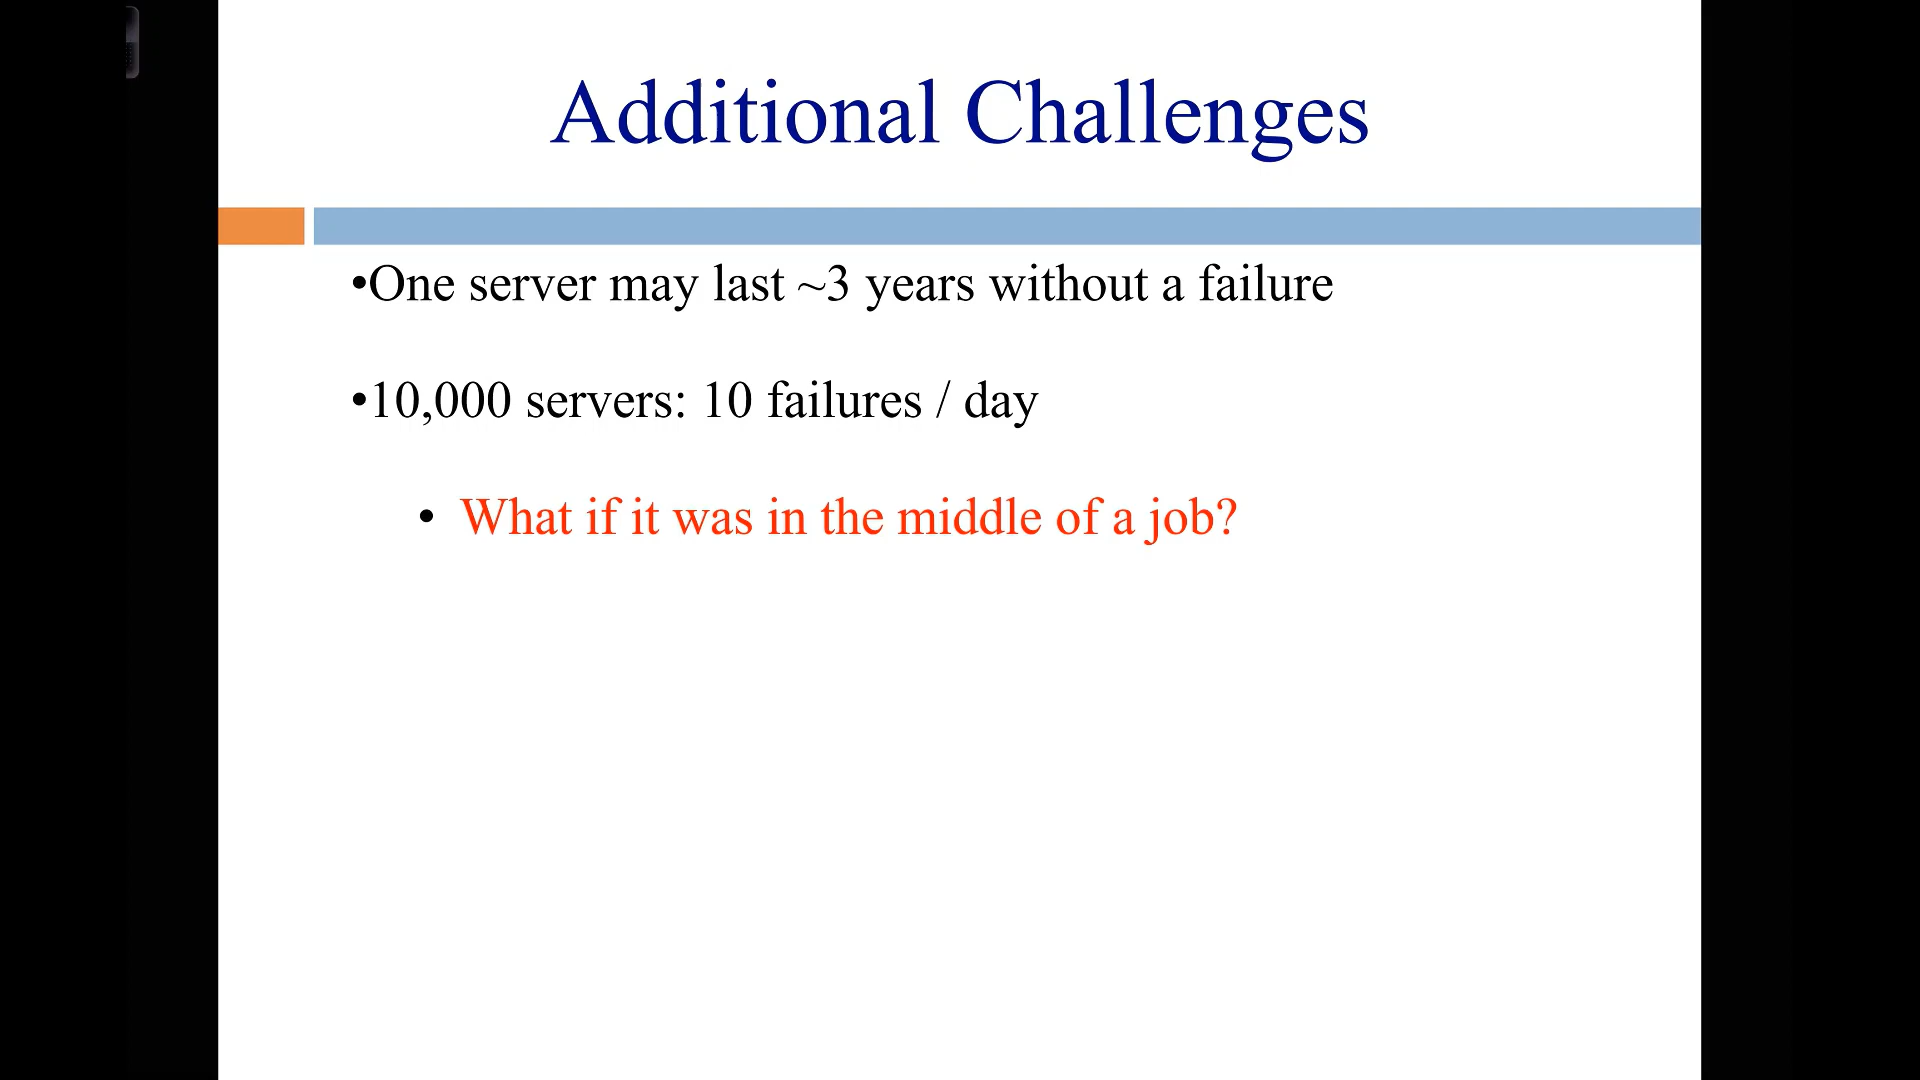 Additional Challenges
•One server may last ~3 years without a failure
•10,000 servers: 10 failures / day
• What if it was in the middle of a job?